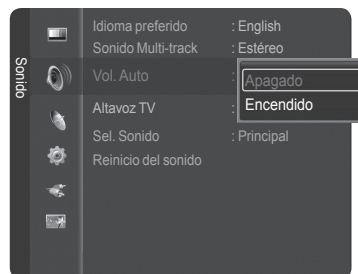 Sonido
Idioma preferido : English
Sonido Multi-track : Estéreo
Vol. Auto :
Apagado
Encendido
Altavoz TV :
Sel. Sonido : Principal
Reinicio del sonido